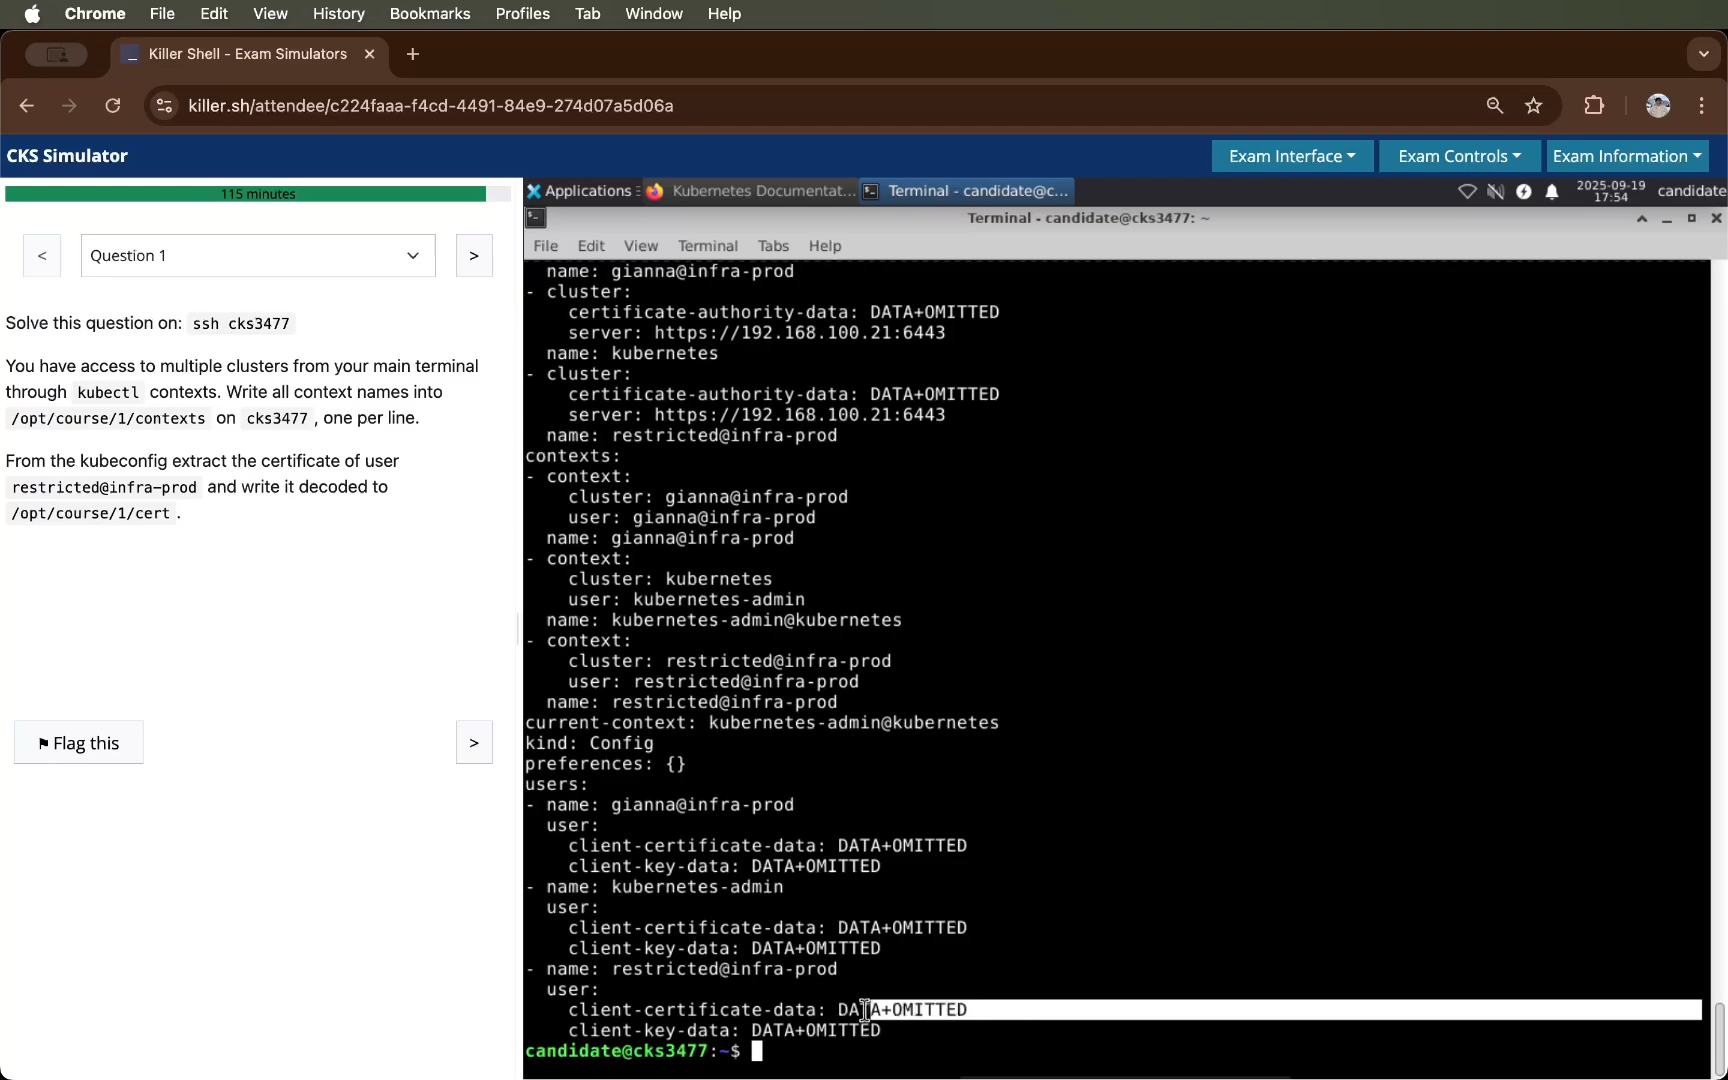 Chrome File Edit View History Bookmarks Profiles Tab Window Help
Killer Shell - Exam Simulators
killer.sh/attendee/c224faaa-f4cd-4491-84e9-274d07a5d06a
CKS Simulator
Exam Interface Exam Controls Exam Information
115 minutes
< Question 1 >
Solve this question on: ssh cks3477
You have access to multiple clusters from your main terminal
through kubectl contexts. Write all context names into
/opt/course/1/contexts on cks3477 , one per line.
From the kubeconfig extract the certificate of user
restricted@infra-prod and write it decoded to
/opt/course/1/cert .
Flag this >
Applications Kubernetes Documentat... Terminal - candidate@c... 2025-09-19 17:54 candidate
Terminal - candidate@cks3477: ~
File Edit View Terminal Tabs Help
  name: gianna@infra-prod
- cluster:
    certificate-authority-data: DATA+OMITTED
    server: https://192.168.100.21:6443
  name: kubernetes
- cluster:
    certificate-authority-data: DATA+OMITTED
    server: https://192.168.100.21:6443
  name: restricted@infra-prod
contexts:
- context:
    cluster: gianna@infra-prod
    user: gianna@infra-prod
  name: gianna@infra-prod
- context:
    cluster: kubernetes
    user: kubernetes-admin
  name: kubernetes-admin@kubernetes
- context:
    cluster: restricted@infra-prod
    user: restricted@infra-prod
  name: restricted@infra-prod
current-context: kubernetes-admin@kubernetes
kind: Config
preferences: {}
users:
- name: gianna@infra-prod
  user:
    client-certificate-data: DATA+OMITTED
    client-key-data: DATA+OMITTED
- name: kubernetes-admin
  user:
    client-certificate-data: DATA+OMITTED
    client-key-data: DATA+OMITTED
- name: restricted@infra-prod
  user:
    client-certificate-data: DATA+OMITTED
    client-key-data: DATA+OMITTED
candidate@cks3477:~$